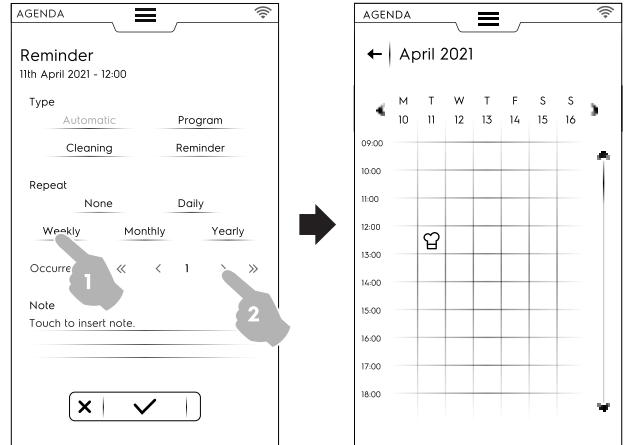 AGENDA
Reminder
11th April 2021 - 12:00
Type
Automatic Program
Cleaning Reminder
Repeat
None Daily
Weekly Monthly Yearly
Occurre « < 1 > »
1
2
Note
Touch to insert note.
AGENDA
April 2021
M T W T F S S
10 11 12 13 14 15 16
09:00
10:00
11:00
12:00
13:00
14:00
15:00
16:00
17:00
18:00